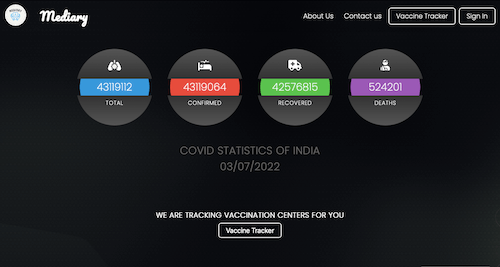 Mediary
About Us
Contact us
Vaccine Tracker
Sign In
43119112
43119064
42576815
524201
TOTAL
CONFIRMED
RECOVERED
DEATHS
COVID STATISTICS OF INDIA
03/07/2022
WE ARE TRACKING VACCINATION CENTERS FOR YOU
Vaccine Tracker